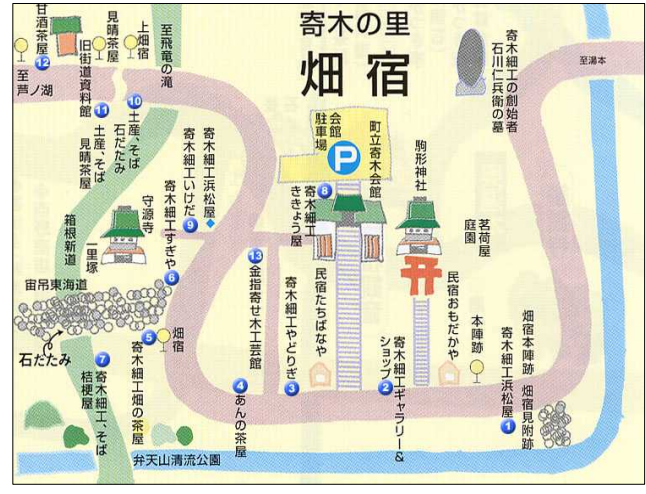 寄木の里
畑宿
甘酒茶屋
12
至
芦ノ湖
旧街道資料館
見晴茶屋
上畑宿
至飛竜の滝
11
土産、そば
見晴茶屋
10
土産、そば
石だたみ
寄木細工の創始者
石川仁兵衛の墓
至湯本
会館
駐車場
P
町立寄木会館
駒形神社
茗荷屋
庭園
8
寄木細工
ききょう屋
寄木細工浜松屋
寄木細工いけだ
9
寄木細工すぎや
6
守源寺
一里塚
箱根新道
宙吊東海道
石だたみ
5
畑宿
寄木細工畑の茶屋
7
寄木細工、そば
桔梗屋
13
金指寄せ木工会館
4
あんの茶屋
寄木細工やどりぎ
3
民宿たちばなや
寄木細工ギャラリー&
ショップ
2
民宿おもだかや
本陣跡
畑宿本陣跡
畑宿見附跡
寄木細工浜松屋
1
弁天山清流公園